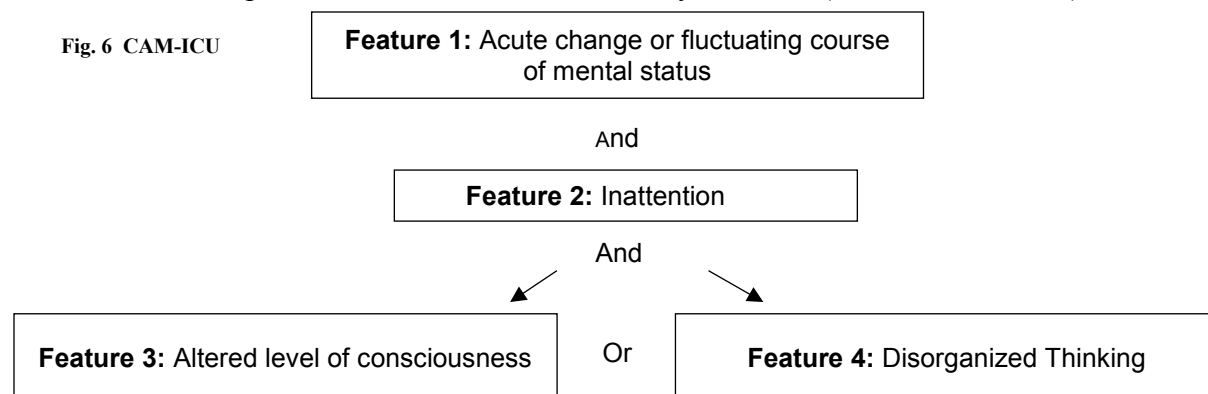 Fig. 6 CAM-ICU
Feature 1: Acute change or fluctuating course
of mental status
And
Feature 2: Inattention
And
Feature 3: Altered level of consciousness
Or
Feature 4: Disorganized Thinking